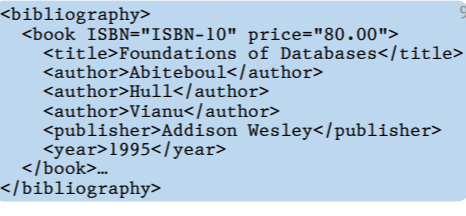 <bibliography>
9
<book ISBN="ISBN-10" price="80.00">
<title>Foundations of Databases</title>
<author>Abiteboul</author>
<author>Hull</author>
<author>Vianu</author>
<publisher>Addison Wesley</publisher>
<year>1995</year>
</book>…
</bibliography>